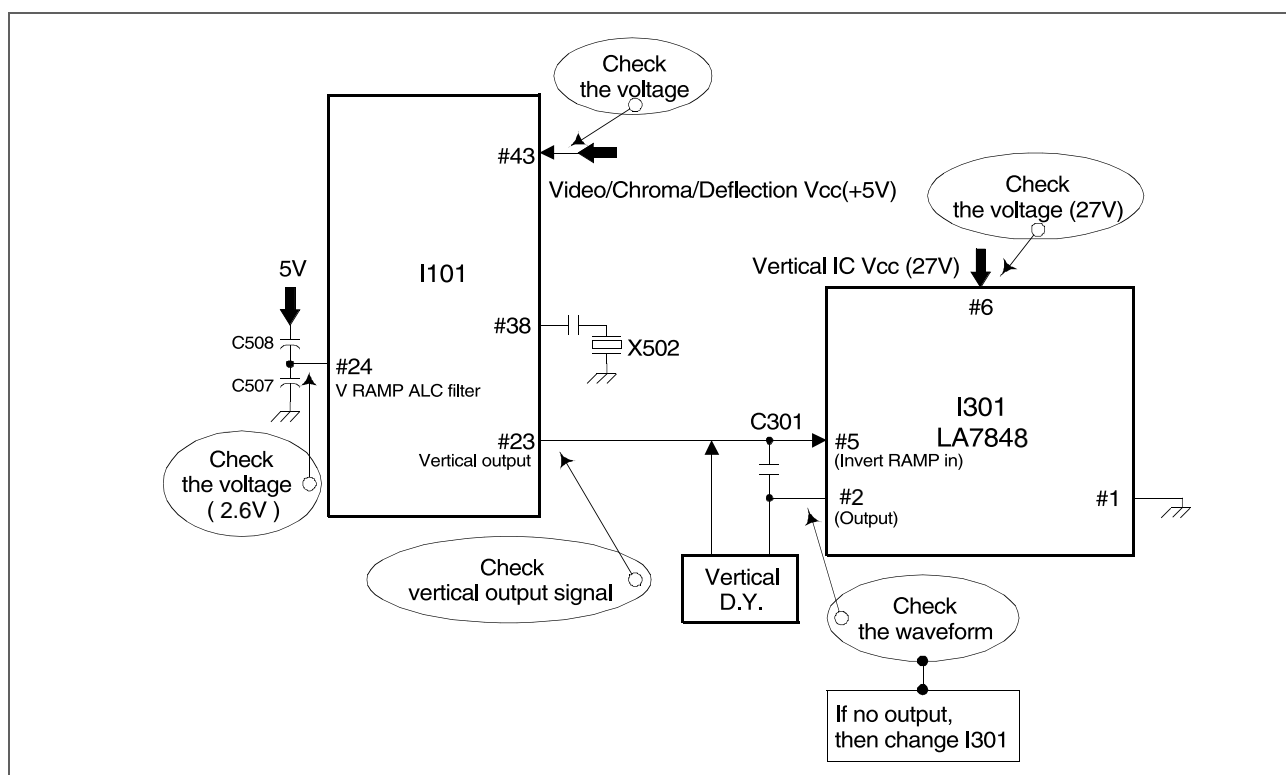 Check
the voltage
#43
Video/Chroma/Deflection Vcc(+5V)
Check
the voltage (27V)
5V
I101
Vertical IC Vcc (27V)
#6
C508
#38
X502
#24
C507
V RAMP ALC filter
I301
LA7848
C301
#23
Vertical output
#5
(Invert RAMP in)
Check
the voltage
( 2.6V )
#2
(Output)
#1
Check
vertical output signal
Vertical
D.Y.
Check
the waveform
If no output,
then change I301